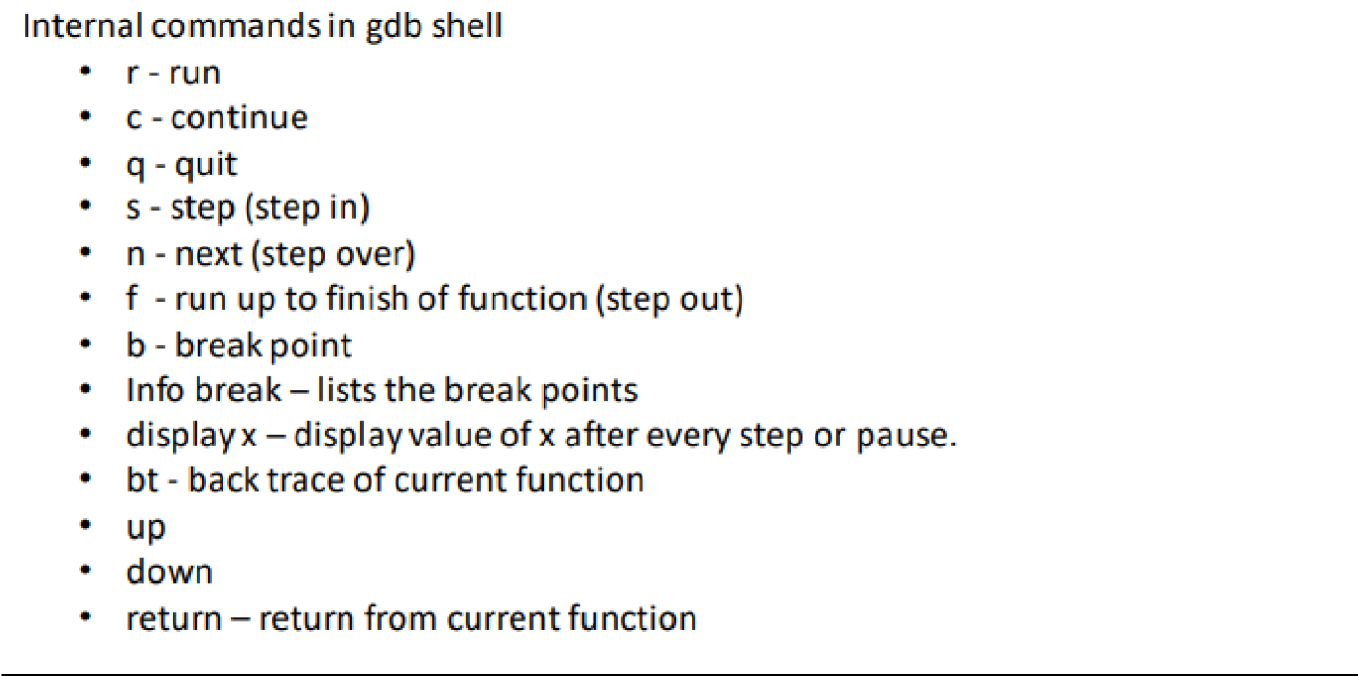 Internal commands in gdb shell
• r - run
• c - continue
• q - quit
• s - step (step in)
• n - next (step over)
• f - run up to finish of function (step out)
• b - break point
• Info break – lists the break points
• display x – display value of x after every step or pause.
• bt - back trace of current function
• up
• down
• return – return from current function